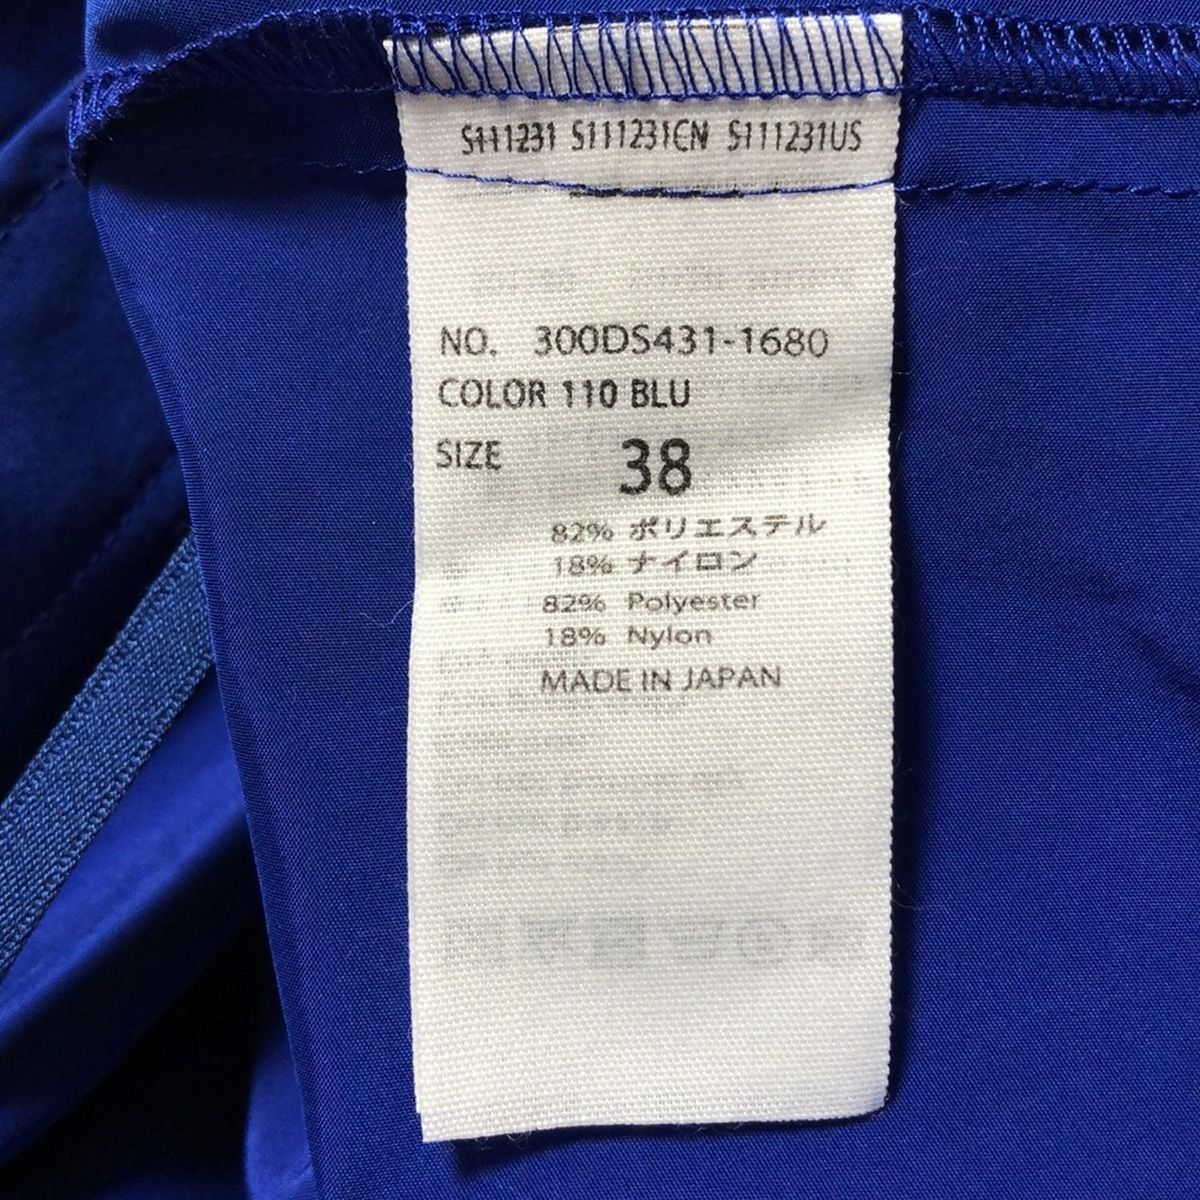 S111231 S111231CN S111231US
NO. 300DS431-1680
COLOR 110 BLU
SIZE 38
82% ポリエステル
18% ナイロン
82% Polyester
18% Nylon
MADE IN JAPAN